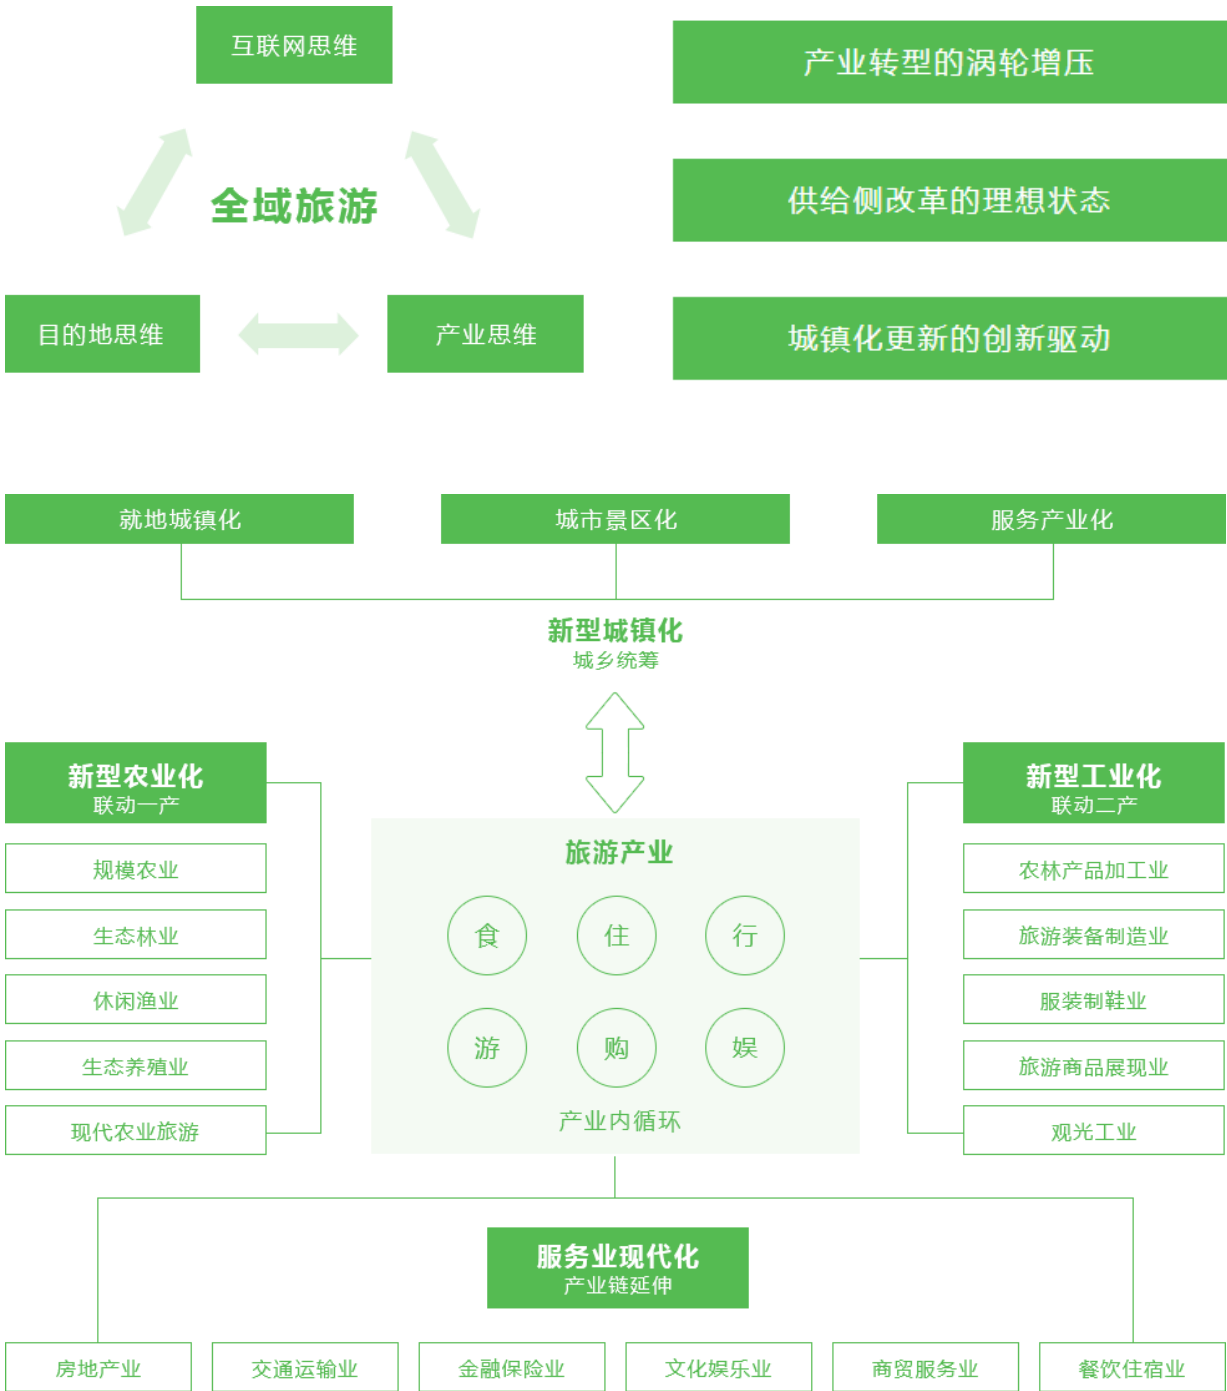 互联网思维
全域旅游
目的地思维
产业思维
产业转型的涡轮增压
供给侧改革的理想状态
城镇化更新的创新驱动
就地城镇化
城市景区化
服务产业化
新型城镇化
城乡统筹
新型农业化
联动一产
规模农业
生态林业
休闲渔业
生态养殖业
现代农业旅游
旅游产业
食
住
行
游
购
娱
产业内循环
新型工业化
联动二产
农林产品加工业
旅游装备制造业
服装制鞋业
旅游商品展现业
观光工业
服务业现代化
产业链延伸
房地产业
交通运输业
金融保险业
文化娱乐业
商贸服务业
餐饮住宿业